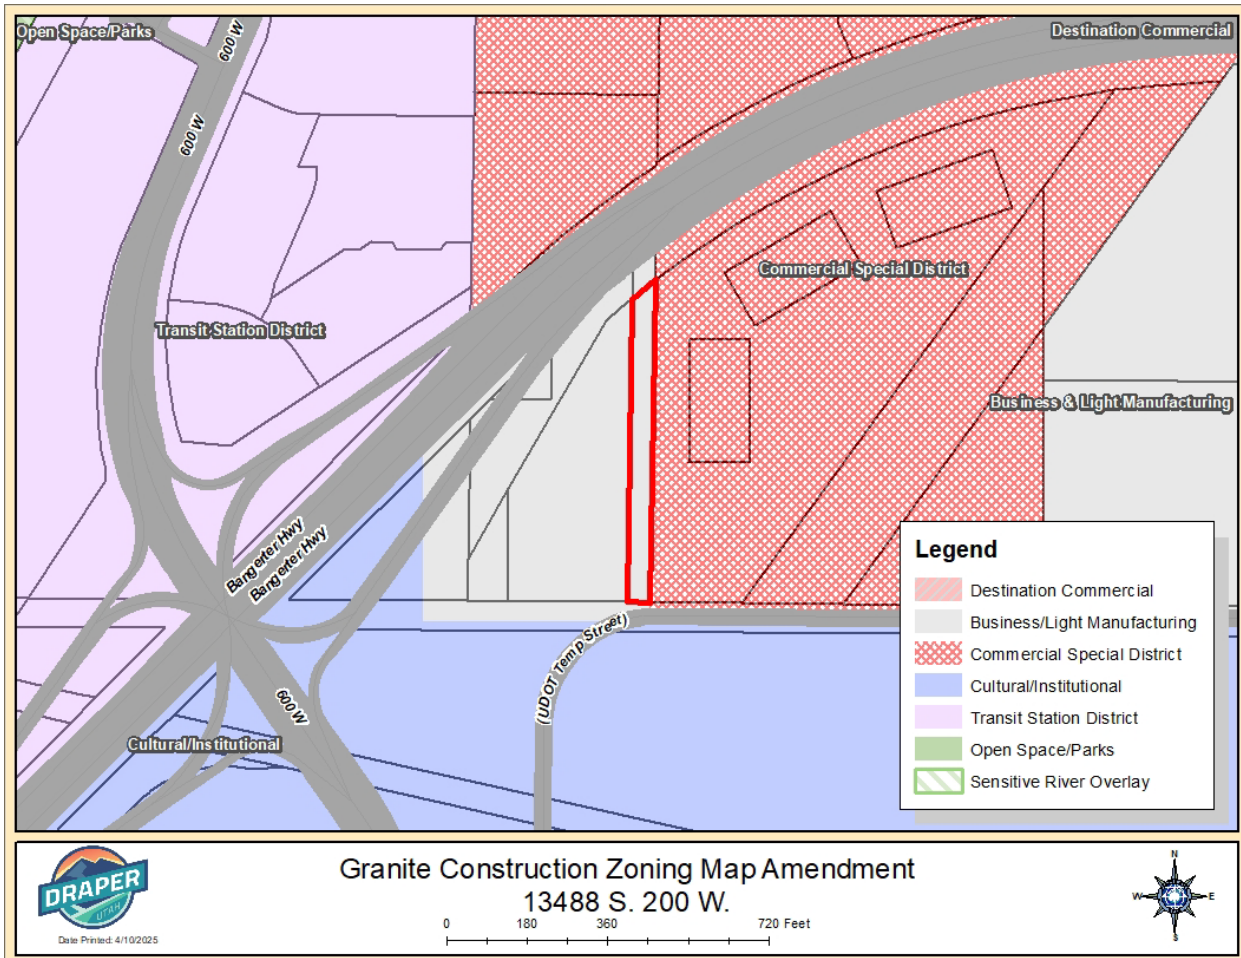 Open Space/Parks
600 W
Destination Commercial
600 W
Commercial Special District
Transit Station District
Business & Light Manufacturing
Bangerter Hwy
Bangerter Hwy
(UDOT Temp Street)
600 W
Cultural/Institutional
Legend
Destination Commercial
Business/Light Manufacturing
Commercial Special District
Cultural/Institutional
Transit Station District
Open Space/Parks
Sensitive River Overlay
DRAPER
UTAH
Date Printed: 4/10/2025
Granite Construction Zoning Map Amendment
13488 S. 200 W.
0 180 360 720 Feet
N
W E
S